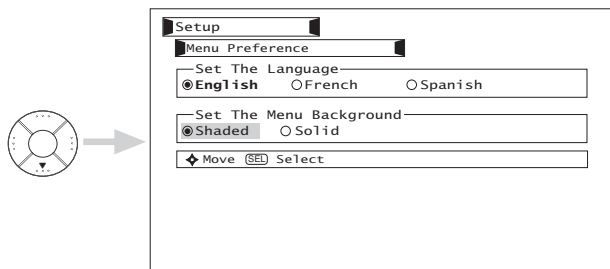 Setup
Menu Preference
Set The Language
English French Spanish
Set The Menu Background
Shaded Solid
Move SEL Select